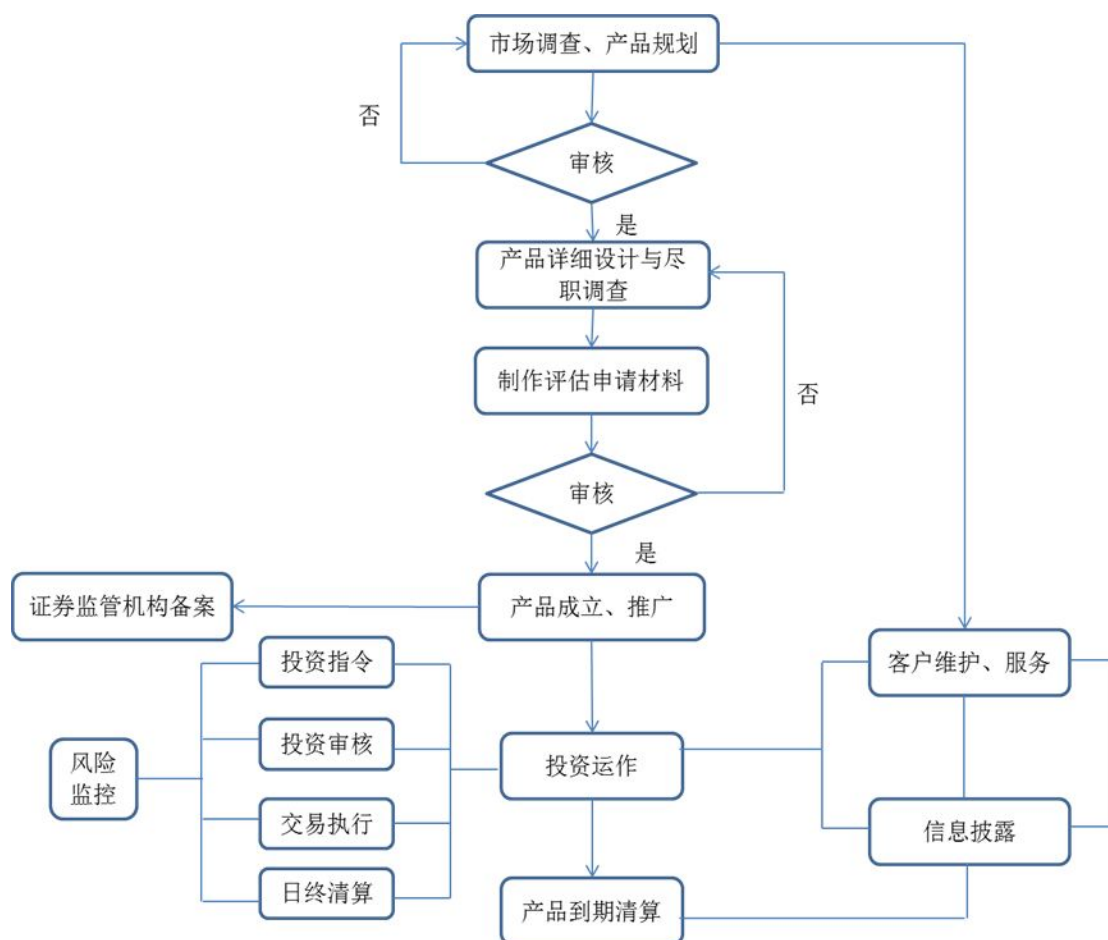 市场调查、产品规划
否
审核
是
产品详细设计与尽
职调查
制作评估申请材料
否
审核
是
证券监管机构备案
产品成立、推广
投资指令
客户维护、服务
投资审核
风险
监控
投资运作
交易执行
信息披露
日终清算
产品到期清算